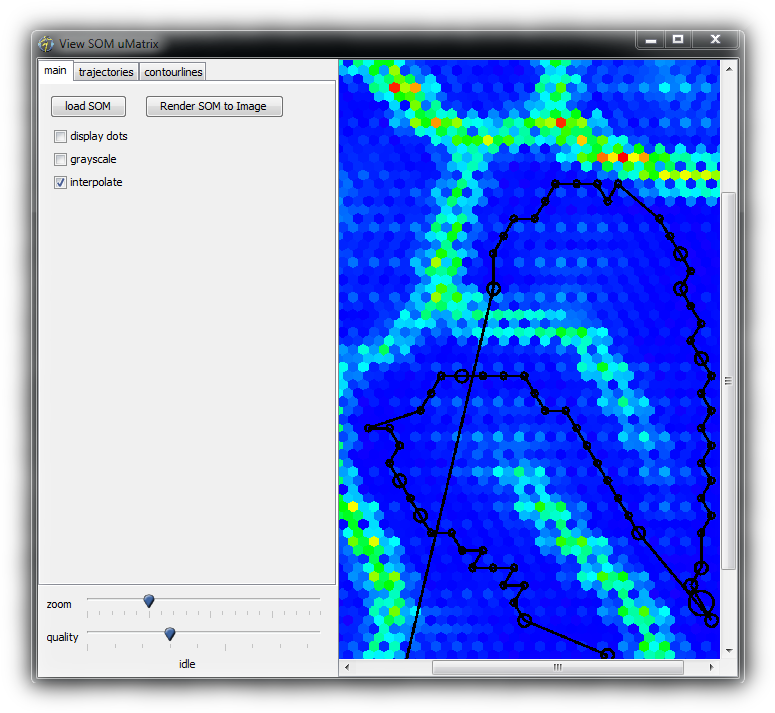 View SOM uMatrix
main trajectories contourlines
load SOM Render SOM to Image
display dots
grayscale
interpolate
zoom
quality
idle